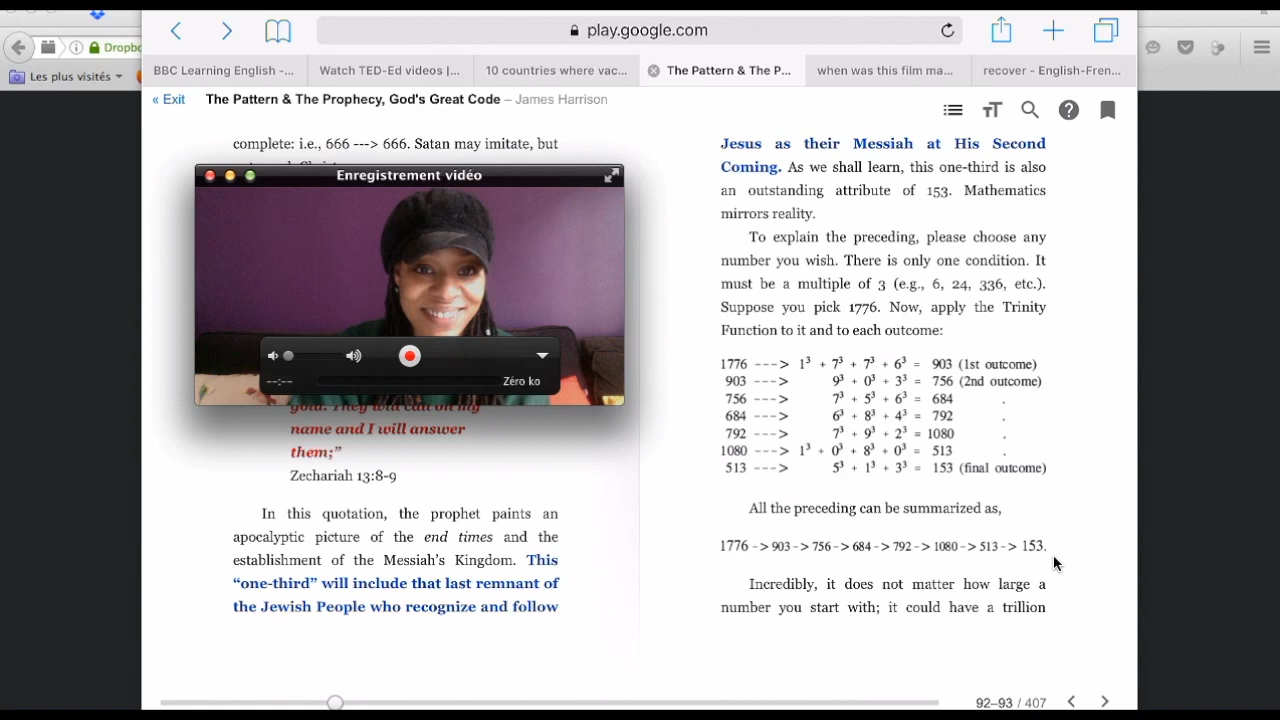 play.google.com
Dropbo
Les plus visités
BBC Learning English -...
Watch TED-Ed videos |...
10 countries where vac...
The Pattern & The P...
when was this film ma...
recover - English-Fren...
« Exit
The Pattern & The Prophecy, God's Great Code – James Harrison
complete: i.e., 666 ---> 666. Satan may imitate, but
Enregistrement vidéo
--:--
Zéro ko
gold. They will call on my
name and I will answer
them;”
Zechariah 13:8-9
In this quotation, the prophet paints an
apocalyptic picture of the end times and the
establishment of the Messiah’s Kingdom. This
“one-third” will include that last remnant of
the Jewish People who recognize and follow
Jesus as their Messiah at His Second
Coming. As we shall learn, this one-third is also
an outstanding attribute of 153. Mathematics
mirrors reality.
To explain the preceding, please choose any
number you wish. There is only one condition. It
must be a multiple of 3 (e.g., 6, 24, 336, etc.).
Suppose you pick 1776. Now, apply the Trinity
Function to it and to each outcome:
1776 ---> 1³ + 7³ + 7³ + 6³ = 903 (1st outcome)
903 ---> 9³ + 0³ + 3³ = 756 (2nd outcome)
756 ---> 7³ + 5³ + 6³ = 684 .
684 ---> 6³ + 8³ + 4³ = 792 .
792 ---> 7³ + 9³ + 2³ = 1080 .
1080 ---> 1³ + 0³ + 8³ + 0³ = 513 .
513 ---> 5³ + 1³ + 3³ = 153 (final outcome)
All the preceding can be summarized as,
1776 -> 903 -> 756 -> 684 -> 792 -> 1080 -> 513 -> 153.
Incredibly, it does not matter how large a
number you start with; it could have a trillion
92–93 / 407